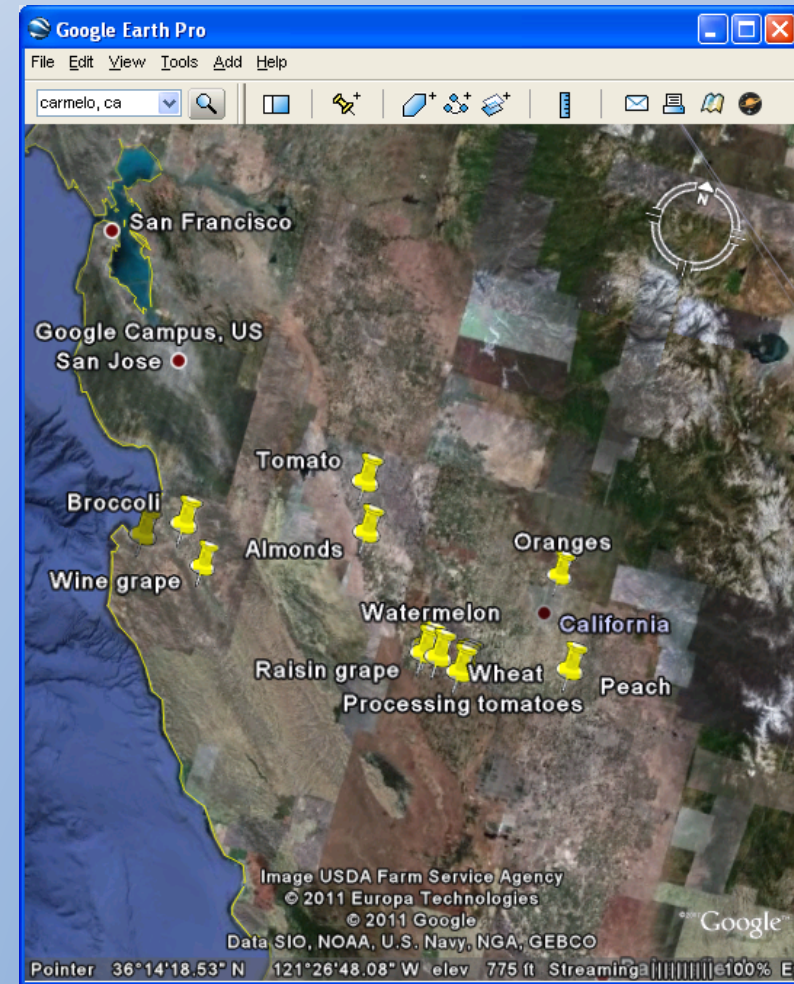 Google Earth Pro
File Edit View Tools Add Help
carmelo, ca
N
San Francisco
Google Campus, US
San Jose
Tomato
Broccoli
Almonds
Oranges
Wine grape
Watermelon
California
Raisin grape
Wheat
Peach
Processing tomatoes
Image USDA Farm Service Agency
© 2011 Europa Technologies
© 2011 Google
Data SIO, NOAA, U.S. Navy, NGA, GEBCO
Google
Pointer 36°14'18.53" N 121°26'48.08" W elev 775 ft Streaming |||||||||| 100% E